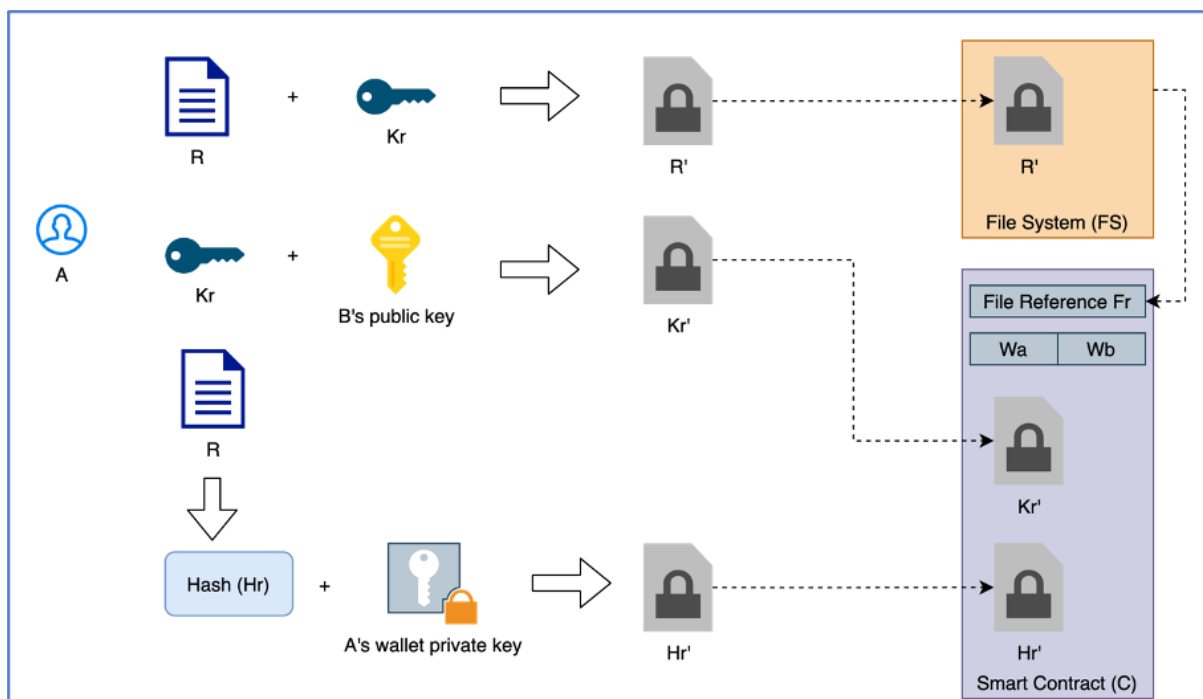 R
+
Kr
R'
R'
File System (FS)
A
Kr
+
B's public key
Kr'
File Reference Fr
Wa
Wb
R
Kr'
Hash (Hr)
+
A's wallet private key
Hr'
Hr'
Smart Contract (C)